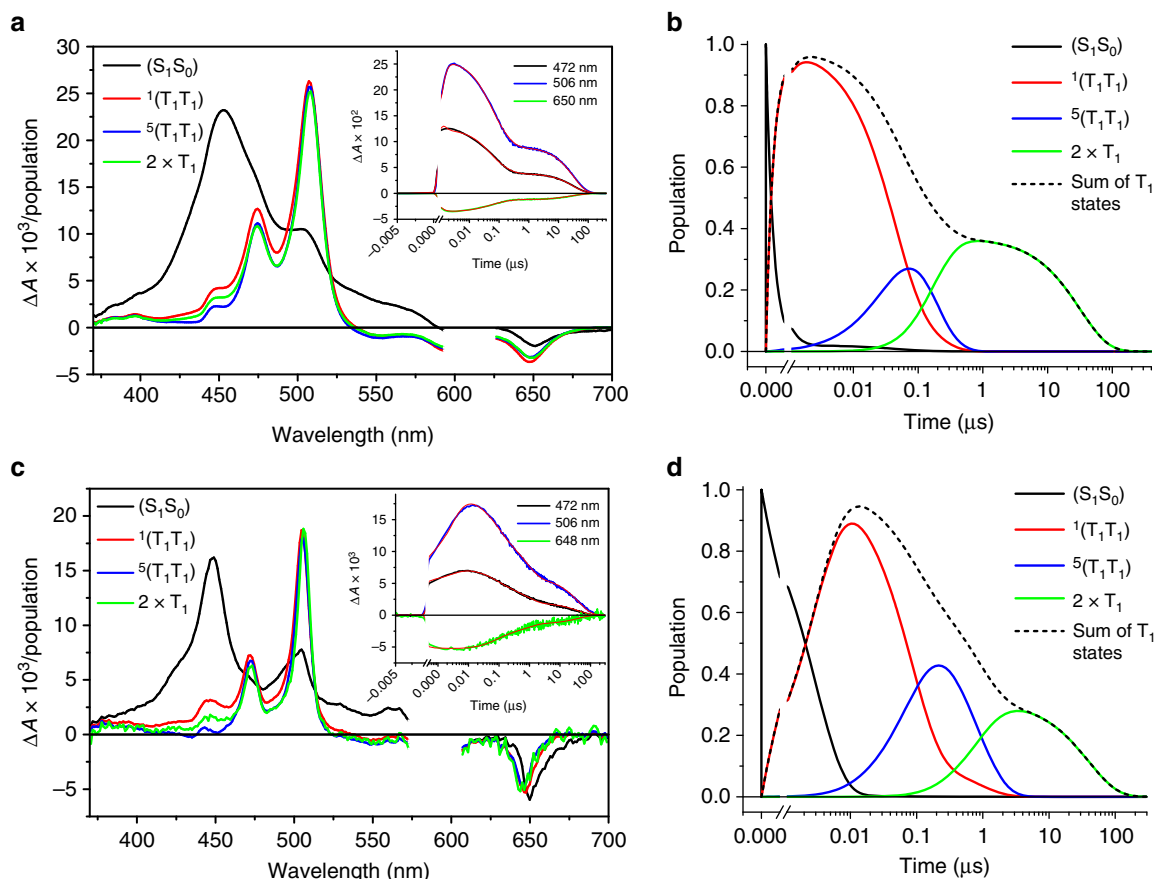 a
ΔA × 10³/population
30
25
20
15
10
5
0
−5
400 450 500 550 600 650 700
Wavelength (nm)
(S₁S₀)
¹(T₁T₁)
⁵(T₁T₁)
2 × T₁
ΔA × 10²
25
20
15
10
5
0
−5
−0.005 0.000 0.01 0.1 1 10 100
Time (μs)
472 nm
506 nm
650 nm
b
Population
1.0
0.8
0.6
0.4
0.2
0.0
0.000 0.01 0.1 1 10 100
Time (μs)
(S₁S₀)
¹(T₁T₁)
⁵(T₁T₁)
2 × T₁
Sum of T₁
states
c
ΔA × 10³/population
20
15
10
5
0
−5
400 450 500 550 600 650 700
Wavelength (nm)
(S₁S₀)
¹(T₁T₁)
⁵(T₁T₁)
2 × T₁
ΔA × 10³
15
10
5
0
−5
−0.005 0.000 0.01 0.1 1 10 100
Time (μs)
472 nm
506 nm
648 nm
d
Population
1.0
0.8
0.6
0.4
0.2
0.0
0.000 0.01 0.1 1 10 100
Time (μs)
(S₁S₀)
¹(T₁T₁)
⁵(T₁T₁)
2 × T₁
Sum of T₁
states